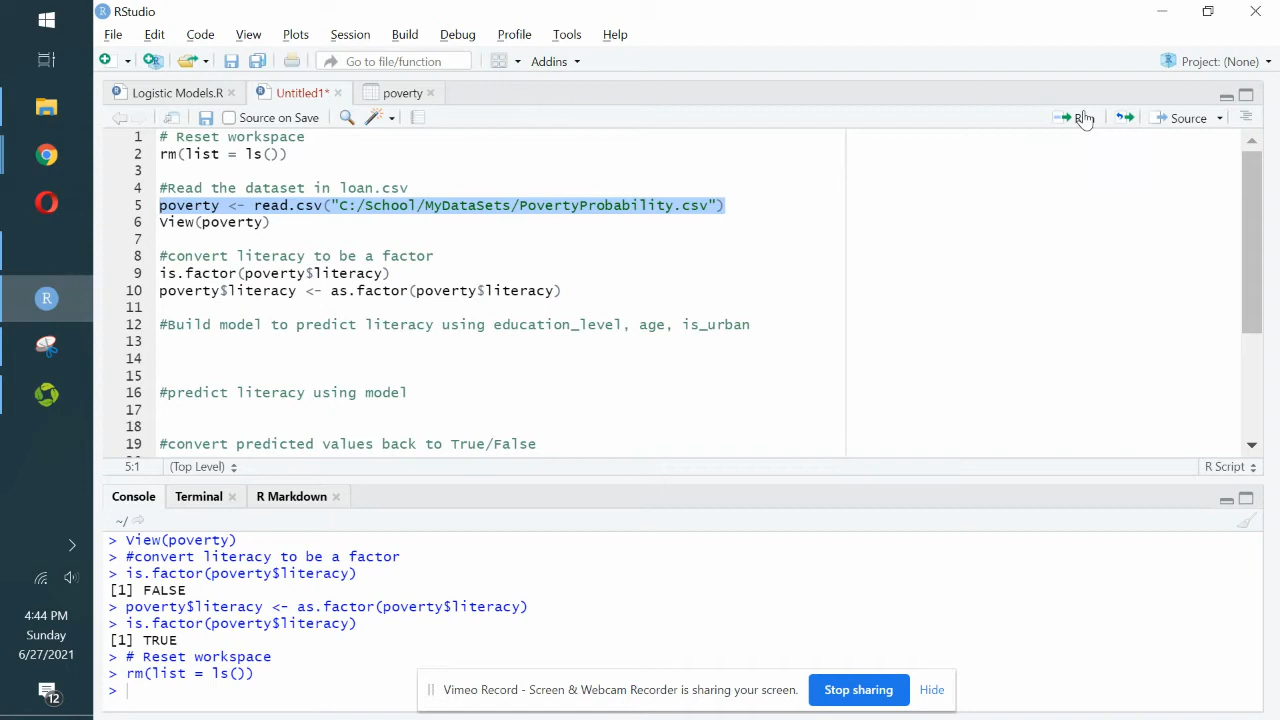 RStudio
File Edit Code View Plots Session Build Debug Profile Tools Help
Go to file/function Addins Project: (None)
Logistic Models.R Untitled1* poverty
Source on Save Source
1 # Reset workspace
2 rm(list = ls())
3
4 #Read the dataset in loan.csv
5 poverty <- read.csv("C:/School/MyDataSets/PovertyProbability.csv")
6 View(poverty)
7
8 #convert literacy to be a factor
9 is.factor(poverty$literacy)
10 poverty$literacy <- as.factor(poverty$literacy)
11
12 #Build model to predict literacy using education_level, age, is_urban
13
14
15
16 #predict literacy using model
17
18
19 #convert predicted values back to True/False
5:1 (Top Level) R Script
Console Terminal R Markdown
~/
> View(poverty)
> #convert literacy to be a factor
> is.factor(poverty$literacy)
[1] FALSE
> poverty$literacy <- as.factor(poverty$literacy)
> is.factor(poverty$literacy)
[1] TRUE
> # Reset workspace
> rm(list = ls())
>
Vimeo Record - Screen & Webcam Recorder is sharing your screen. Stop sharing Hide
R
4:44 PM
Sunday
6/27/2021
12